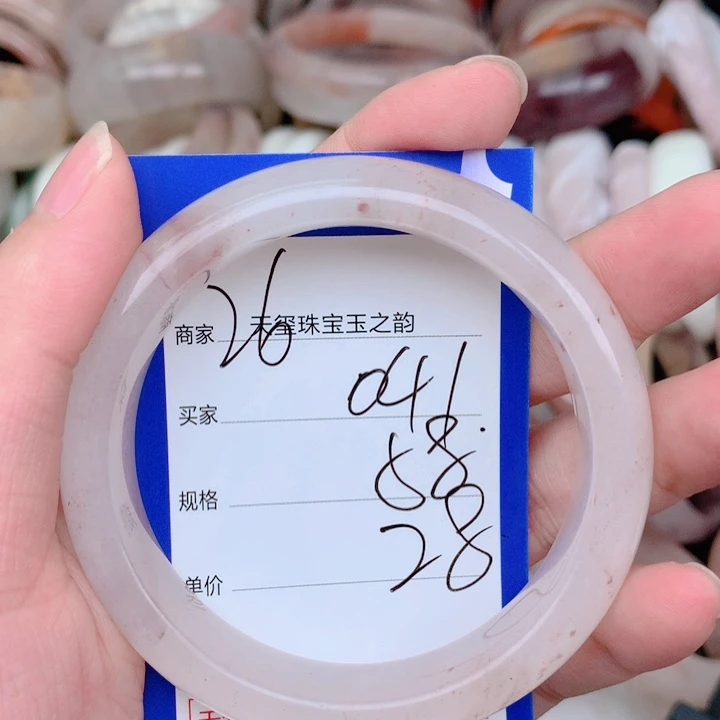 26
商家 天玺珠宝玉之韵
买家 041
规格 58.8
单价 28